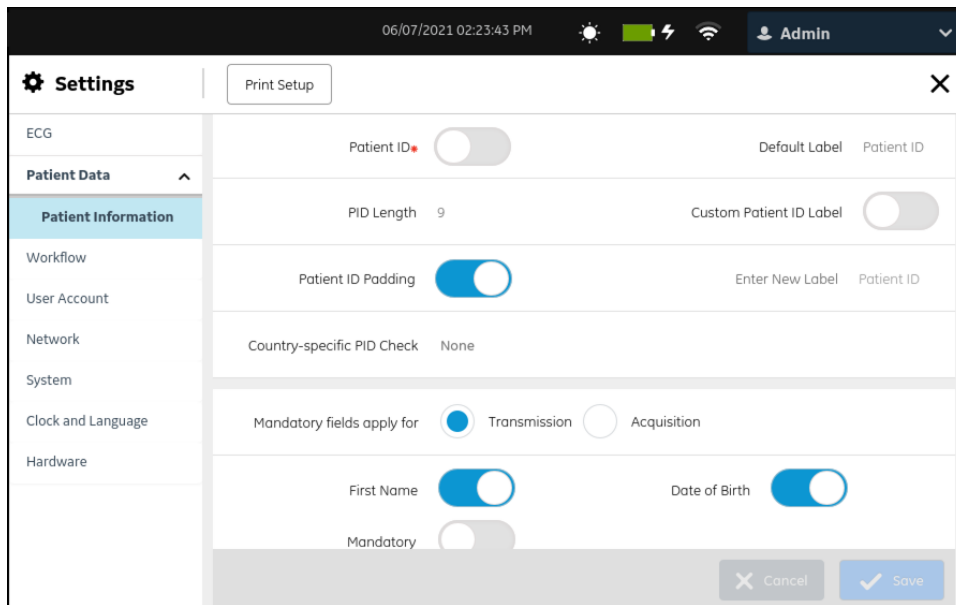 06/07/2021 02:23:43 PM Admin
Settings Print Setup
ECG
Patient Data
Patient Information
Workflow
User Account
Network
System
Clock and Language
Hardware
Patient ID* Default Label Patient ID
PID Length 9 Custom Patient ID Label
Patient ID Padding Enter New Label Patient ID
Country-specific PID Check None
Mandatory fields apply for Transmission Acquisition
First Name Date of Birth
Mandatory
Cancel Save